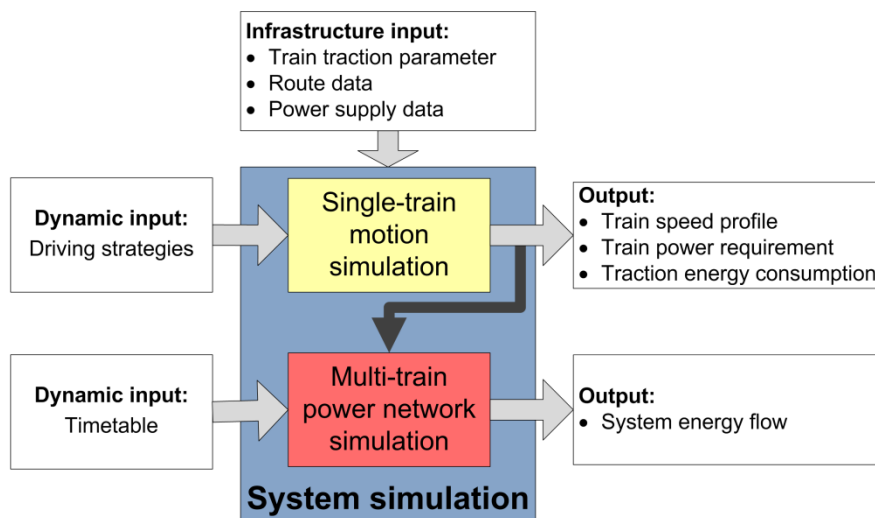 Infrastructure input:
• Train traction parameter
• Route data
• Power supply data
Dynamic input:
Driving strategies
Single-train
motion
simulation
Output:
• Train speed profile
• Train power requirement
• Traction energy consumption
Dynamic input:
Timetable
Multi-train
power network
simulation
Output:
• System energy flow
System simulation